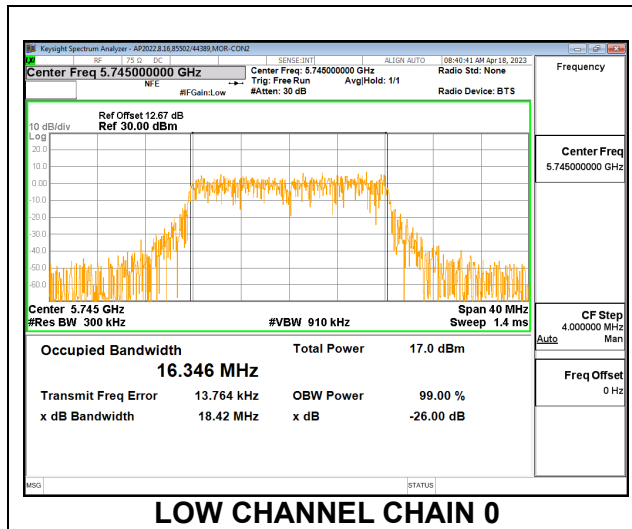 Keysight Spectrum Analyzer - AP2022.8.16,85502/44389,MOR-CON2
LXI RF 75 Ω DC SENSE:INT ALIGN AUTO 08:40:41 AM Apr 18, 2023
Center Freq 5.745000000 GHz
NFE
#IFGain:Low
Center Freq: 5.745000000 GHz
Trig: Free Run Avg|Hold: 1/1
#Atten: 30 dB
Radio Std: None
Radio Device: BTS
Frequency
Ref Offset 12.67 dB
10 dB/div Ref 30.00 dBm
Log
20.0
10.0
0.00
-10.0
-20.0
-30.0
-40.0
-50.0
-60.0
Center 5.745 GHz Span 40 MHz
#Res BW 300 kHz #VBW 910 kHz Sweep 1.4 ms
Occupied Bandwidth Total Power 17.0 dBm
16.346 MHz
Transmit Freq Error 13.764 kHz OBW Power 99.00 %
x dB Bandwidth 18.42 MHz x dB -26.00 dB
Center Freq
5.745000000 GHz
CF Step
4.000000 MHz
Auto Man
Freq Offset
0 Hz
MSG STATUS
LOW CHANNEL CHAIN 0